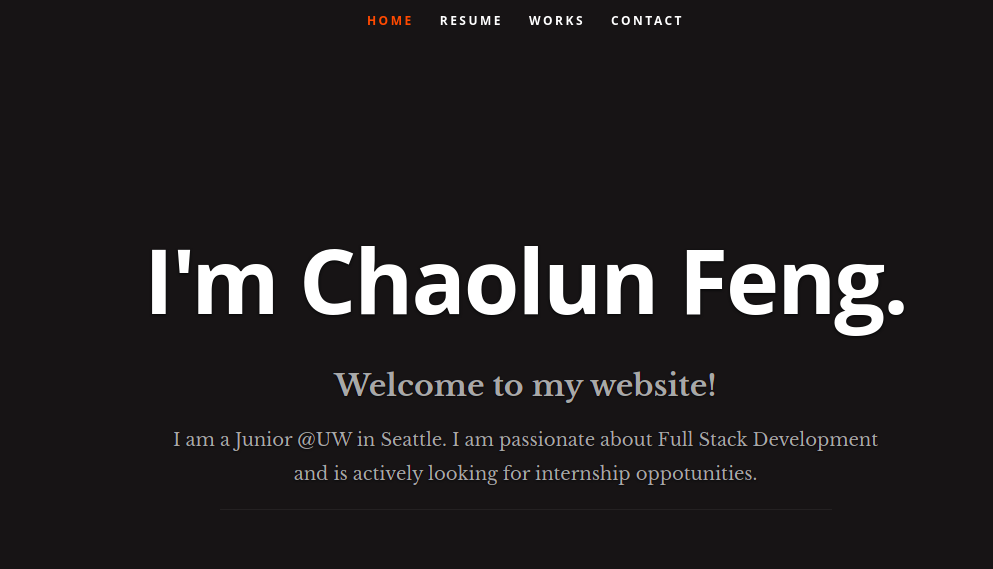 HOME RESUME WORKS CONTACT
I'm Chaolun Feng.
Welcome to my website!
I am a Junior @UW in Seattle. I am passionate about Full Stack Development
and is actively looking for internship oppotunities.